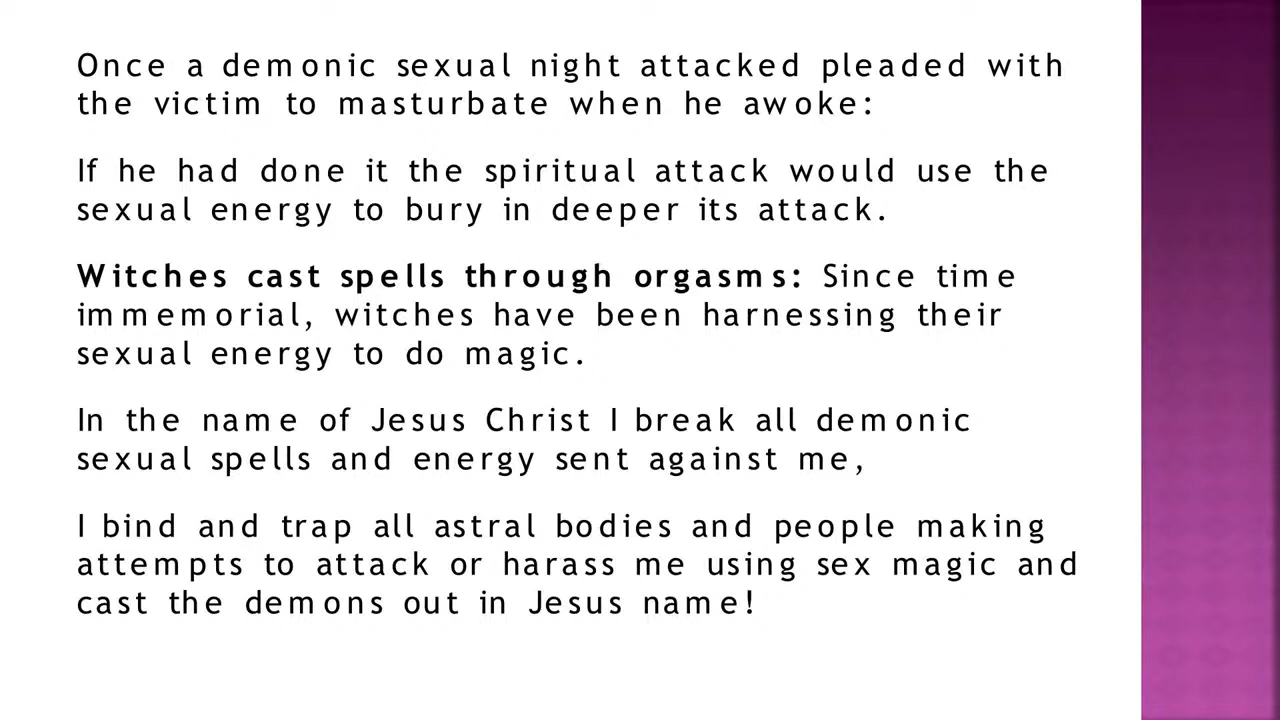 Once a demonic sexual night attacked pleaded with
the victim to masturbate when he awoke:
If he had done it the spiritual attack would use the
sexual energy to bury in deeper its attack.
Witches cast spells through orgasms: Since time
immemorial, witches have been harnessing their
sexual energy to do magic.
In the name of Jesus Christ I break all demonic
sexual spells and energy sent against me,
I bind and trap all astral bodies and people making
attempts to attack or harass me using sex magic and
cast the demons out in Jesus name!